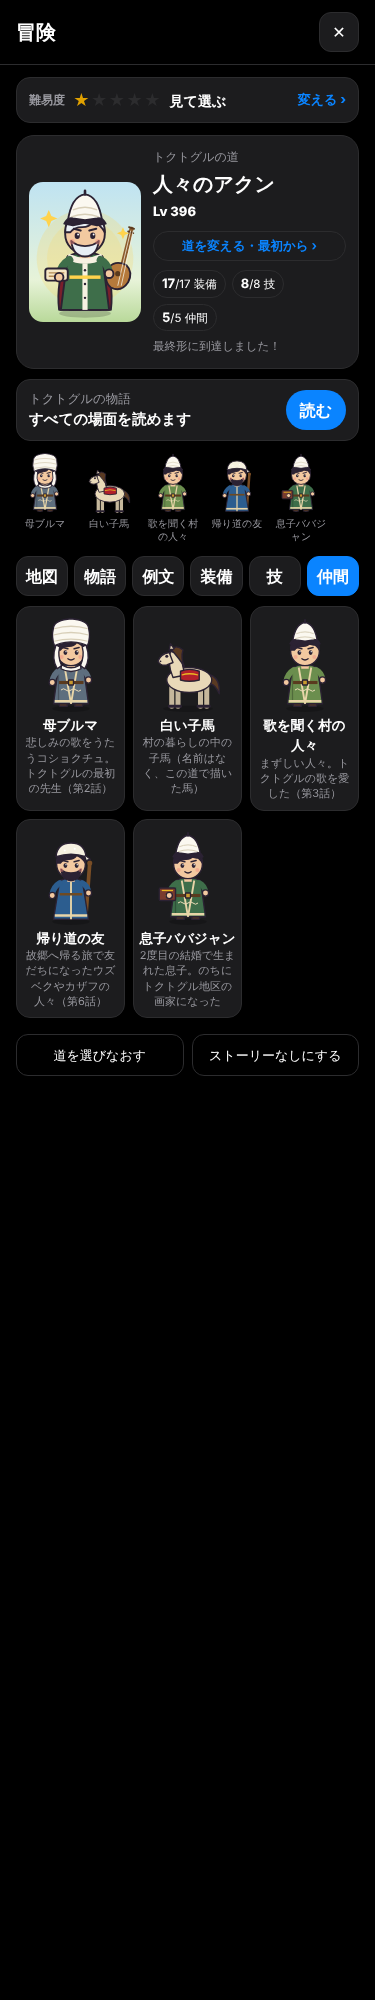 冒険
×
難易度 ★★★★★ 見て選ぶ 変える ›
トクトグルの道
人々のアクン
Lv 396
道を変える・最初から ›
17/17 装備 8/8 技
5/5 仲間
最終形に到達しました！
トクトグルの物語
すべての場面を読めます
読む
母ブルマ 白い子馬 歌を聞く村の人々 帰り道の友 息子ババジャン
地図 物語 例文 装備 技 仲間
母ブルマ
悲しみの歌をうた
うコショクチュ。
トクトグルの最初
の先生（第2話）
白い子馬
村の暮らしの中の
子馬（名前はな
く、この道で描い
た馬）
歌を聞く村の
人々
まずしい人々。ト
クトグルの歌を愛
した（第3話）
帰り道の友
故郷へ帰る旅で友
だちになったウズ
ベクやカザフの
人々（第6話）
息子ババジャン
2度目の結婚で生ま
れた息子。のちに
トクトグル地区の
画家になった
道を選びなおす ストーリーなしにする